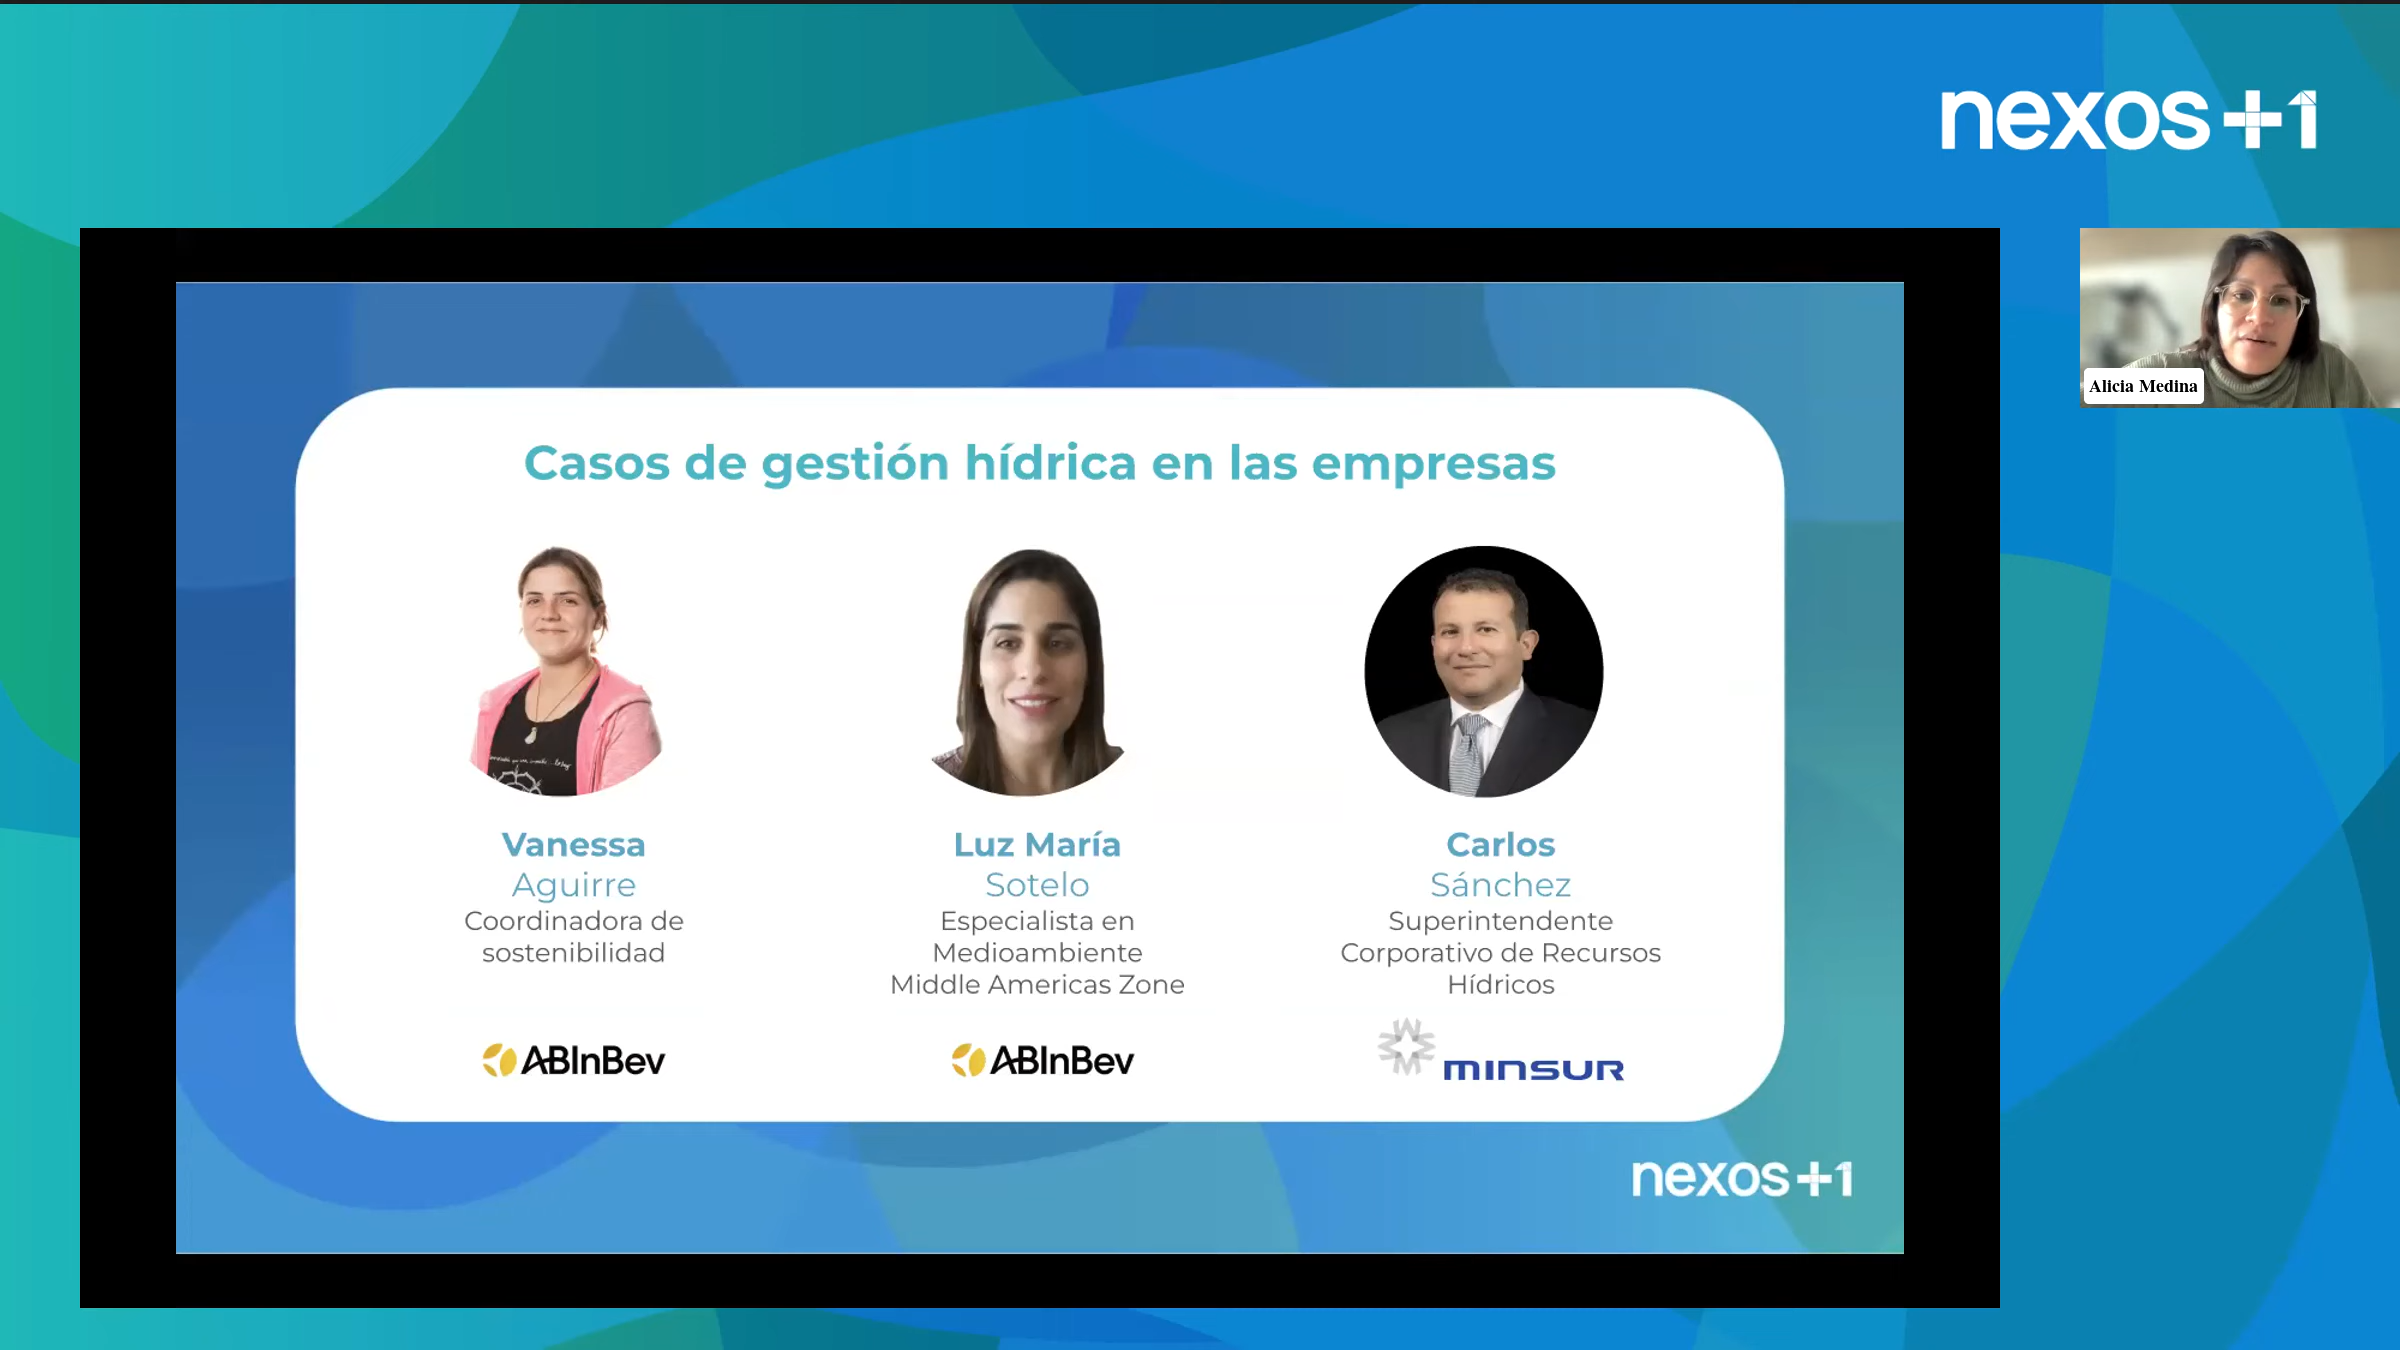 nexos+1
Alicia Medina
Casos de gestión hídrica en las empresas
Vanessa
Aguirre
Coordinadora de
sostenibilidad
ABInBev
Luz María
Sotelo
Especialista en
Medioambiente
Middle Americas Zone
ABInBev
Carlos
Sánchez
Superintendente
Corporativo de Recursos
Hídricos
MINSUR
nexos+1